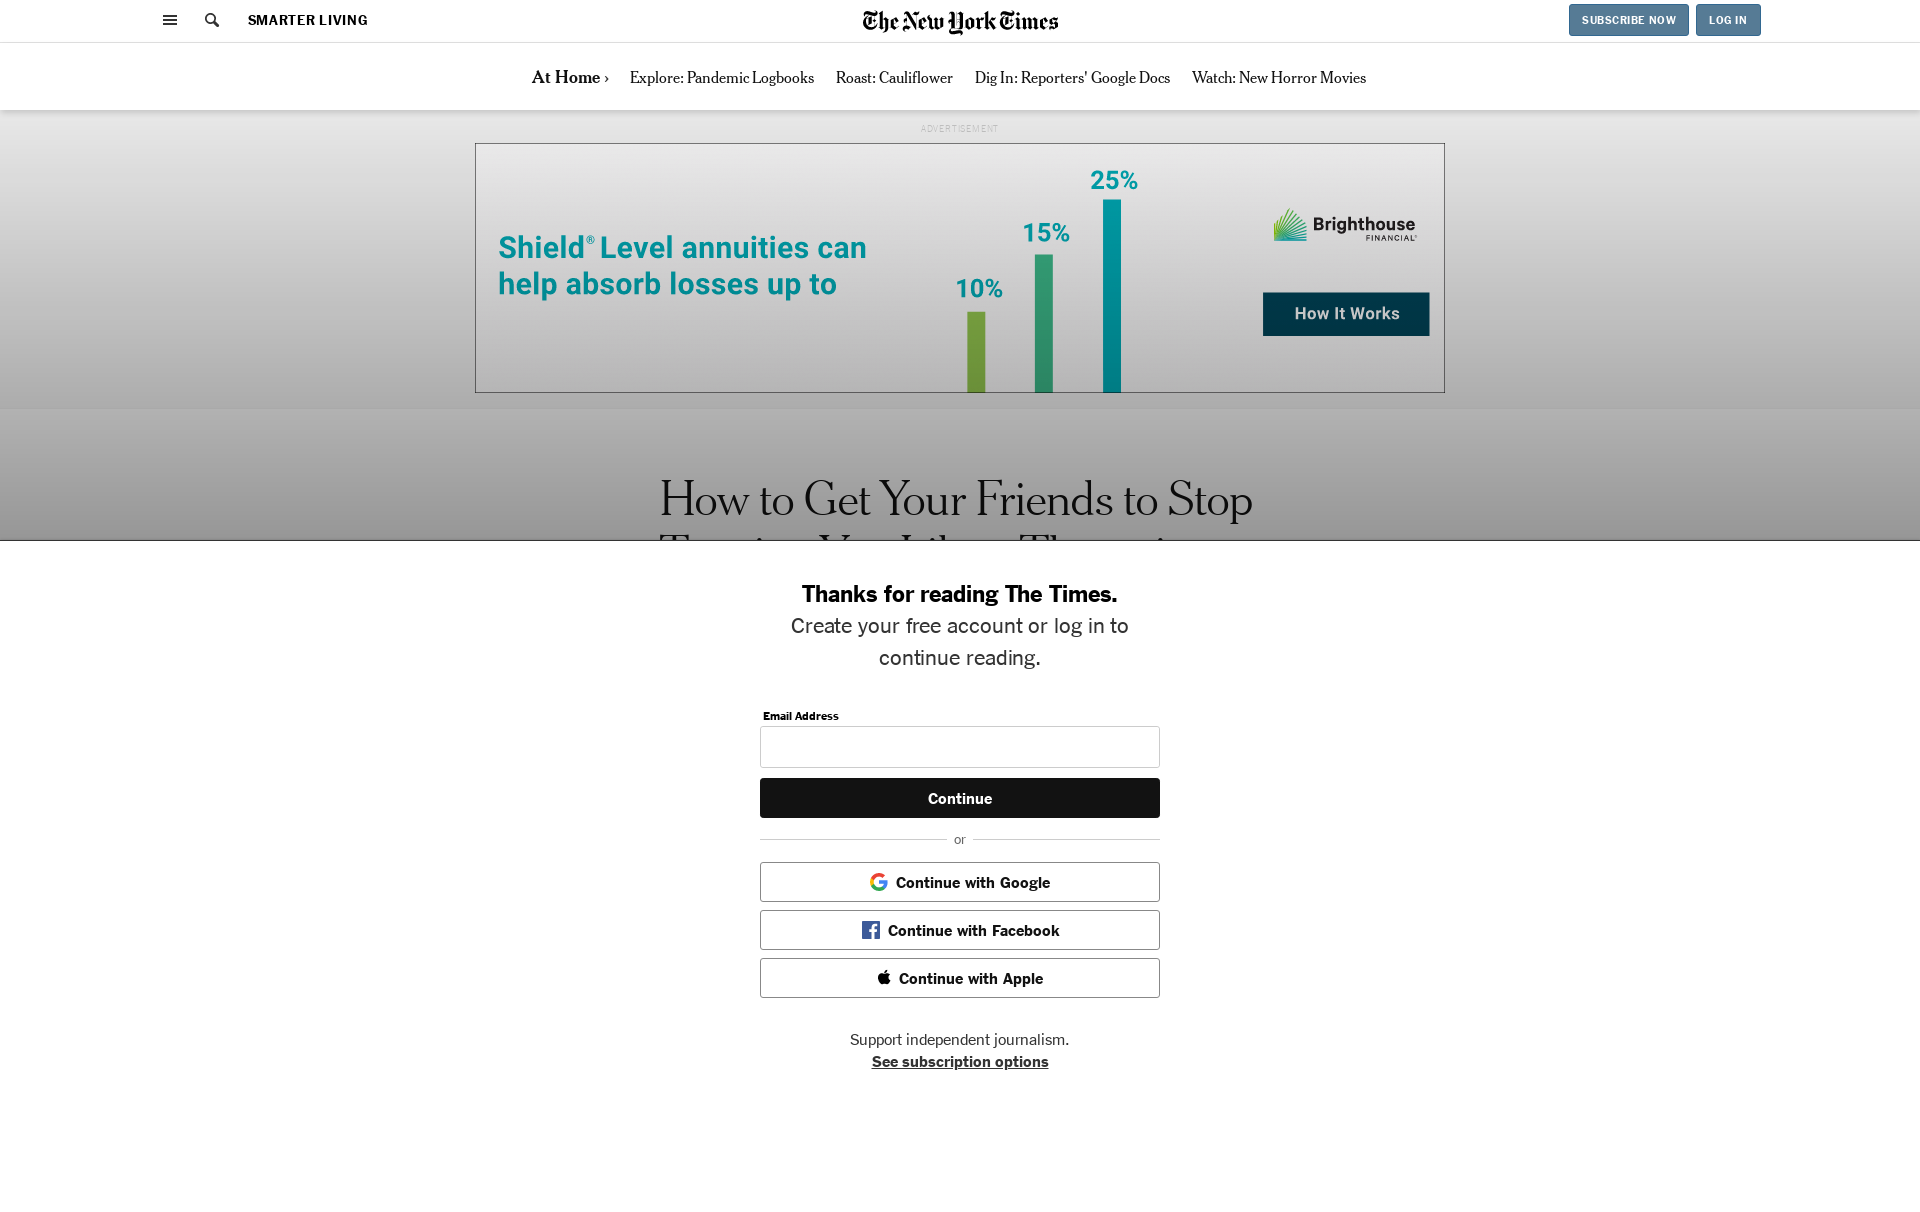 SMARTER LIVING
The New York Times
SUBSCRIBE NOW
LOG IN
At Home ›
Explore: Pandemic Logbooks
Roast: Cauliflower
Dig In: Reporters' Google Docs
Watch: New Horror Movies
ADVERTISEMENT
Shield® Level annuities can
help absorb losses up to
10%
15%
25%
Brighthouse
FINANCIAL®
How It Works
How to Get Your Friends to Stop
Thanks for reading The Times.
Create your free account or log in to
continue reading.
Email Address
Continue
or
Continue with Google
Continue with Facebook
Continue with Apple
Support independent journalism.
See subscription options